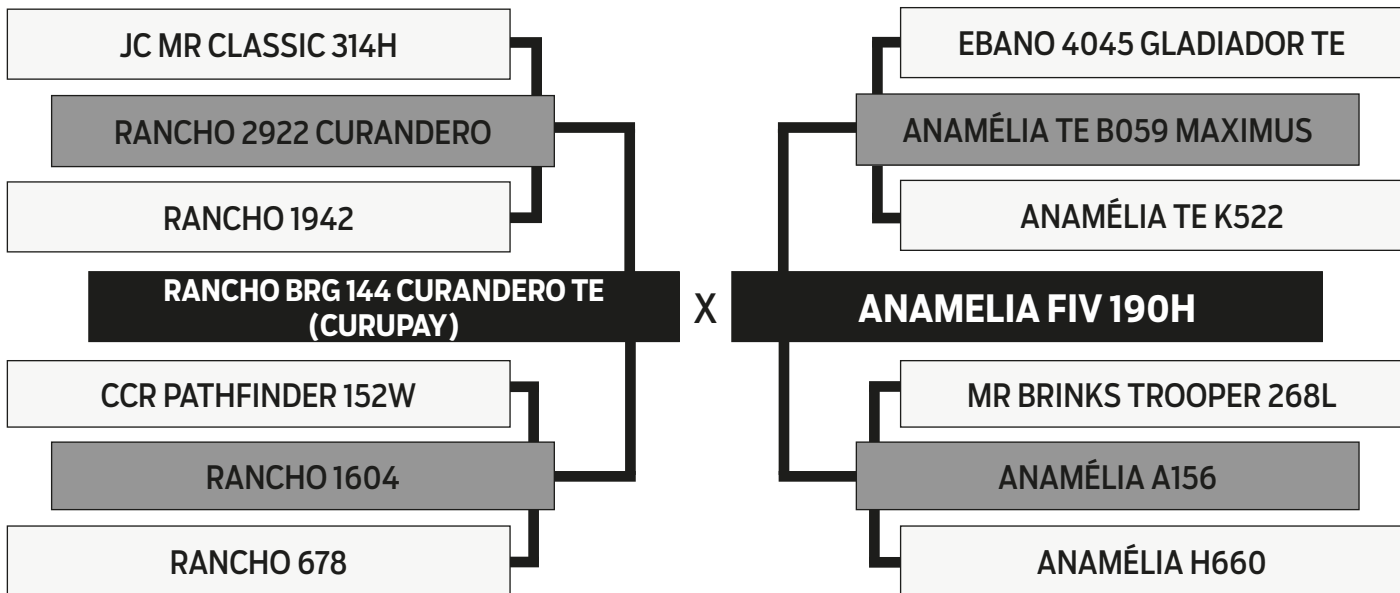 JC MR CLASSIC 314H
RANCHO 2922 CURANDERO
RANCHO 1942
RANCHO BRG 144 CURANDERO TE
(CURUPAY)
CCR PATHFINDER 152W
RANCHO 1604
RANCHO 678
X
EBANO 4045 GLADIADOR TE
ANAMÉLIA TE B059 MAXIMUS
ANAMÉLIA TE K522
ANAMELIA FIV 190H
MR BRINKS TROOPER 268L
ANAMÉLIA A156
ANAMÉLIA H660